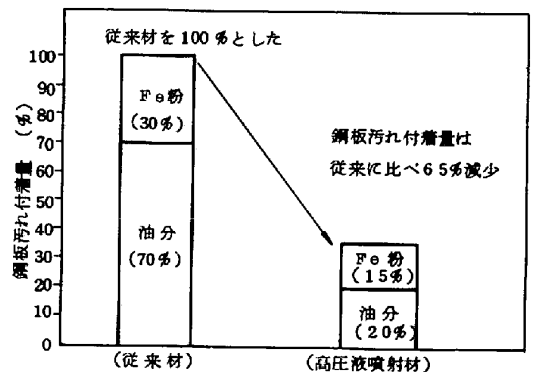 従来材を100%とした
鋼板汚れ付着量 (%)
100
90
80
70
60
50
40
30
20
10
0
Fe粉
(30%)
油分
(70%)
鋼板汚れ付着量は
従来に比べ65%減少
Fe粉
(15%)
油分
(20%)
(従来材)
(高圧液噴射材)